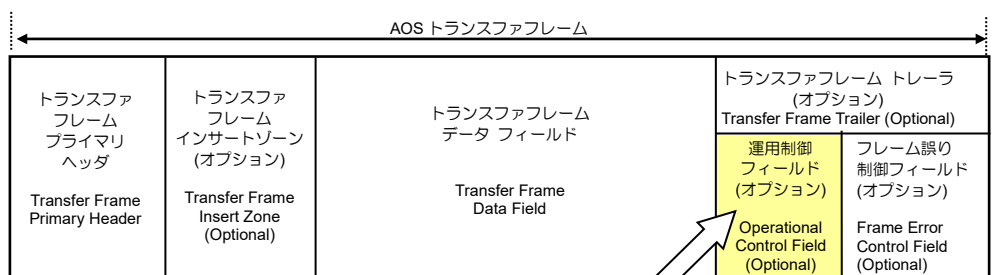 AOS トランスファフレーム
トランスファ
フレーム
プライマリ
ヘッダ
Transfer Frame
Primary Header
トランスファ
フレーム
インサートゾーン
(オプション)
Transfer Frame
Insert Zone
(Optional)
トランスファフレーム
データ フィールド
Transfer Frame
Data Field
トランスファフレーム トレーラ
(オプション)
Transfer Frame Trailer (Optional)
運用制御
フィールド
(オプション)
Operational
Control Field
(Optional)
フレーム誤り
制御フィールド
(オプション)
Frame Error
Control Field
(Optional)